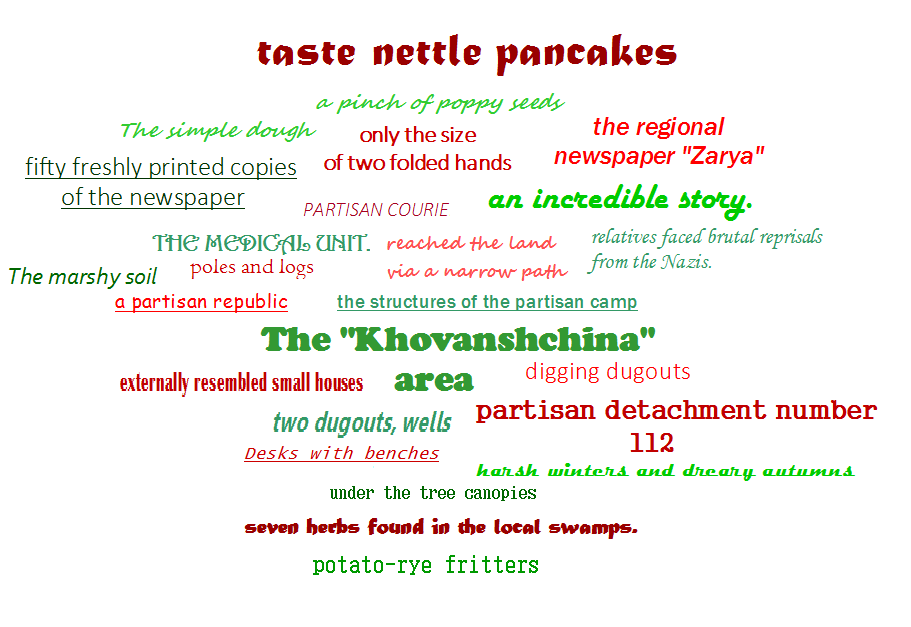 taste nettle pancakes
a pinch of poppy seeds
The simple dough
only the size
of two folded hands
the regional
newspaper "Zarya"
fifty freshly printed copies
of the newspaper
PARTISAN COURIE
an incredible story.
THE MEDICAL UNIT.
reached the land
via a narrow path
relatives faced brutal reprisals
from the Nazis.
The marshy soil
poles and logs
a partisan republic
the structures of the partisan camp
The "Khovanshchina"
area
externally resembled small houses
digging dugouts
two dugouts, wells
partisan detachment number
112
Desks with benches
harsh winters and dreary autumns
under the tree canopies
seven herbs found in the local swamps.
potato-rye fritters